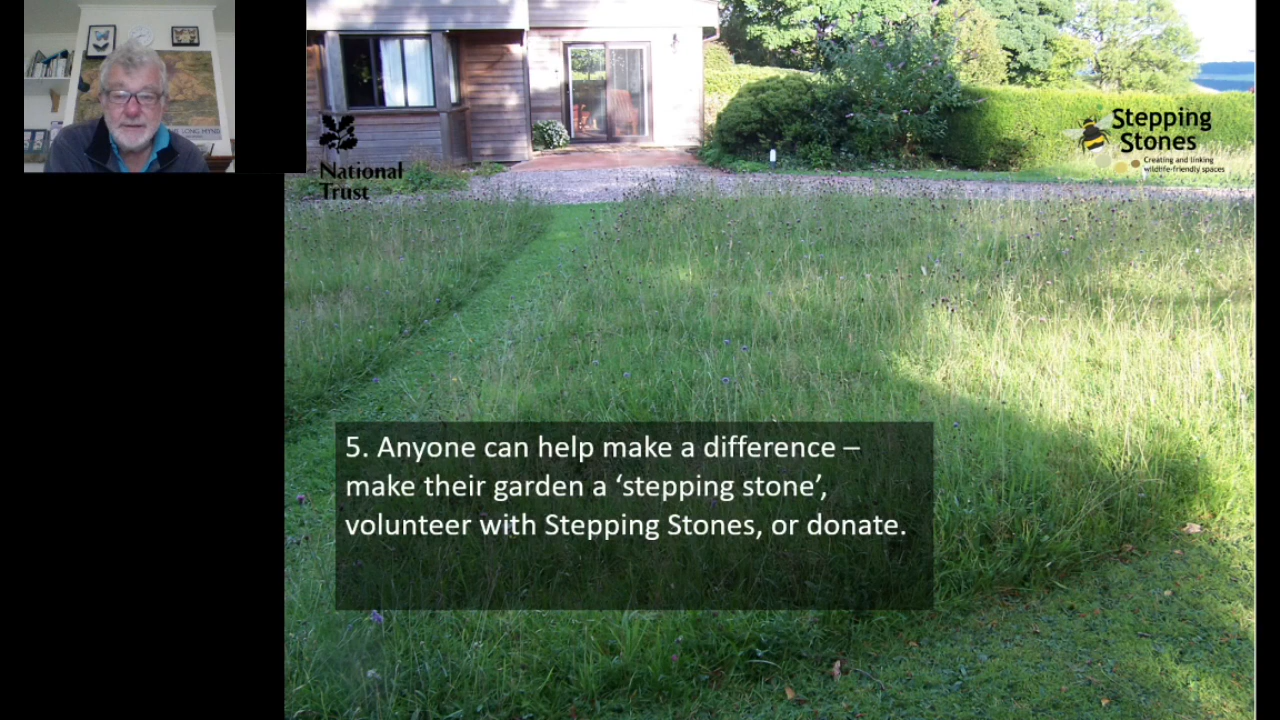 National
Trust
Stepping
Stones
Creating and linking
wildlife-friendly spaces
5. Anyone can help make a difference –
make their garden a ‘stepping stone’,
volunteer with Stepping Stones, or donate.